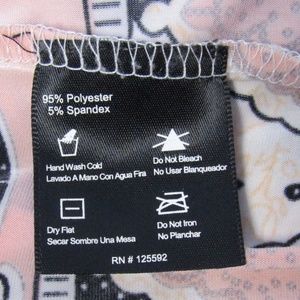 95% Polyester
5% Spandex
Hand Wash Cold
Lavado A Mano Con Agua Fira
Do Not Bleach
No Usar Blanqueador
Dry Flat
Secar Sombre Una Mesa
Do Not Iron
No Planchar
RN # 125592